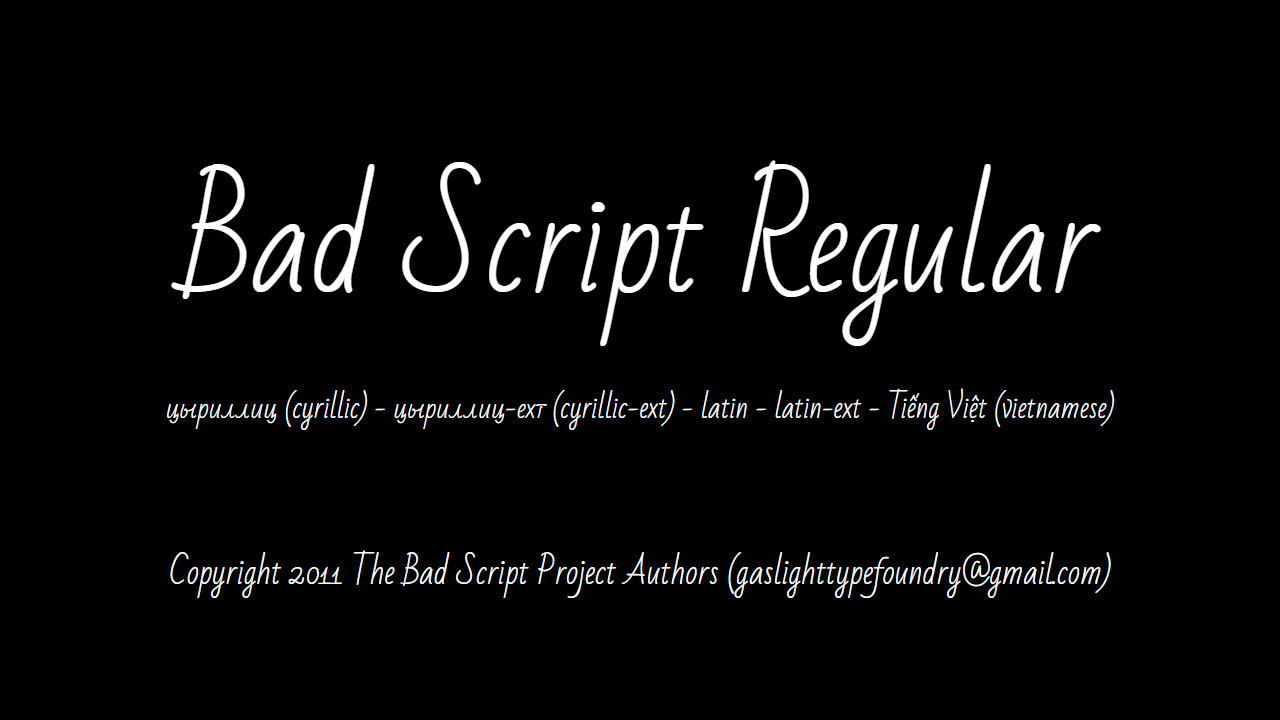 Bad Script Regular
цыриллиц (cyrillic) - цыриллиц-ехт (cyrillic-ext) - latin - latin-ext - Tiếng Việt (vietnamese)
Copyright 2011 The Bad Script Project Authors (gaslighttypefoundry@gmail.com)